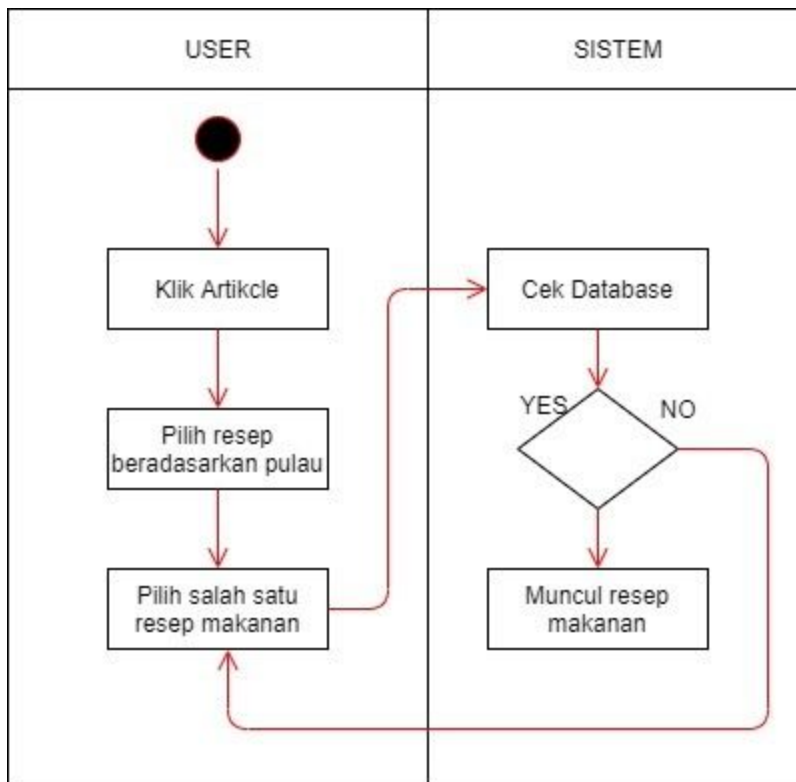 USER
SISTEM
Klik Artikcle
Pilih resep
beradasarkan pulau
Pilih salah satu
resep makanan
Cek Database
YES
NO
Muncul resep
makanan